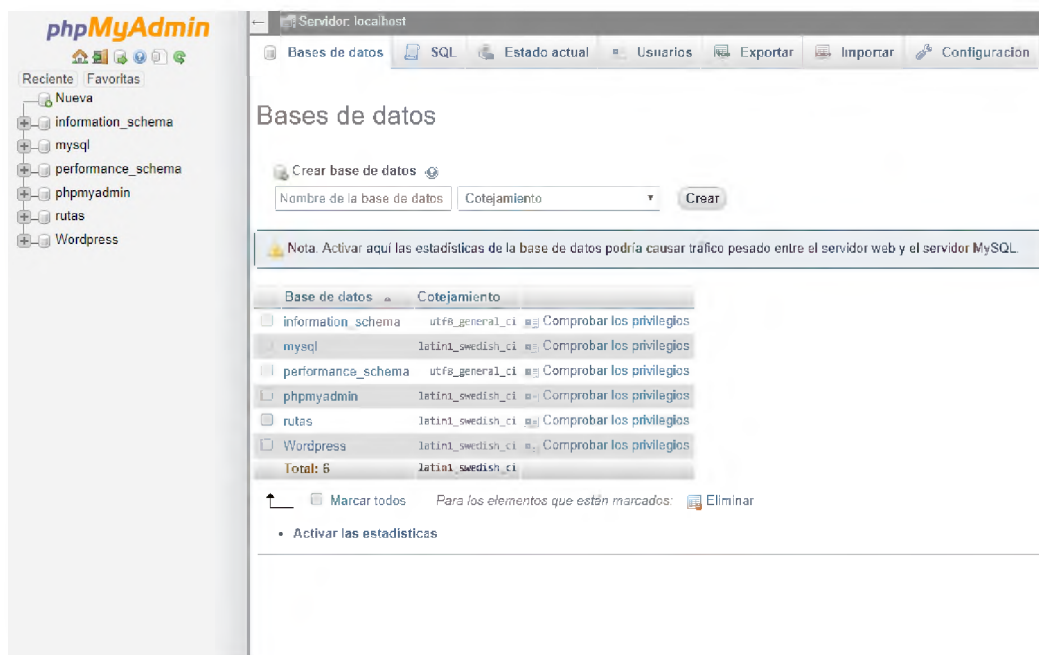 phpMyAdmin
Reciente Favoritas
Nueva
information_schema
mysql
performance_schema
phpmyadmin
rutas
Wordpress
Servidor: localhost
Bases de datos SQL Estado actual Usuarios Exportar Importar Configuración
Bases de datos
Crear base de datos
Nombre de la base de datos Cotejamiento Crear
Nota: Activar aquí las estadísticas de la base de datos podría causar tráfico pesado entre el servidor web y el servidor MySQL.
Base de datos Cotejamiento
information_schema utf8_general_ci Comprobar los privilegios
mysql latin1_swedish_ci Comprobar los privilegios
performance_schema utf8_general_ci Comprobar los privilegios
phpmyadmin latin1_swedish_ci Comprobar los privilegios
rutas latin1_swedish_ci Comprobar los privilegios
Wordpress latin1_swedish_ci Comprobar los privilegios
Total: 6 latin1_swedish_ci
Marcar todos Para los elementos que están marcados: Eliminar
• Activar las estadísticas